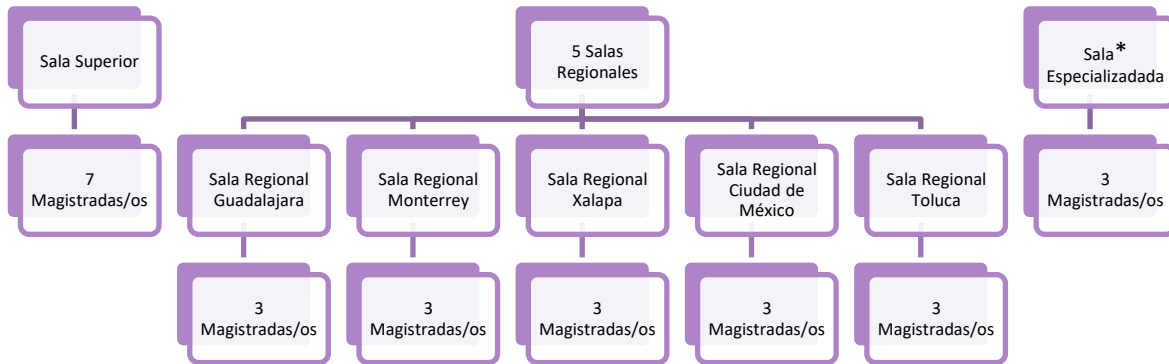 Sala Superior
5 Salas
Regionales
Sala*
Especializadada
7
Magistradas/os
Sala Regional
Guadalajara
Sala Regional
Monterrey
Sala Regional
Xalapa
Sala Regional
Ciudad de
México
Sala Regional
Toluca
3
Magistradas/os
3
Magistradas/os
3
Magistradas/os
3
Magistradas/os
3
Magistradas/os
3
Magistradas/os